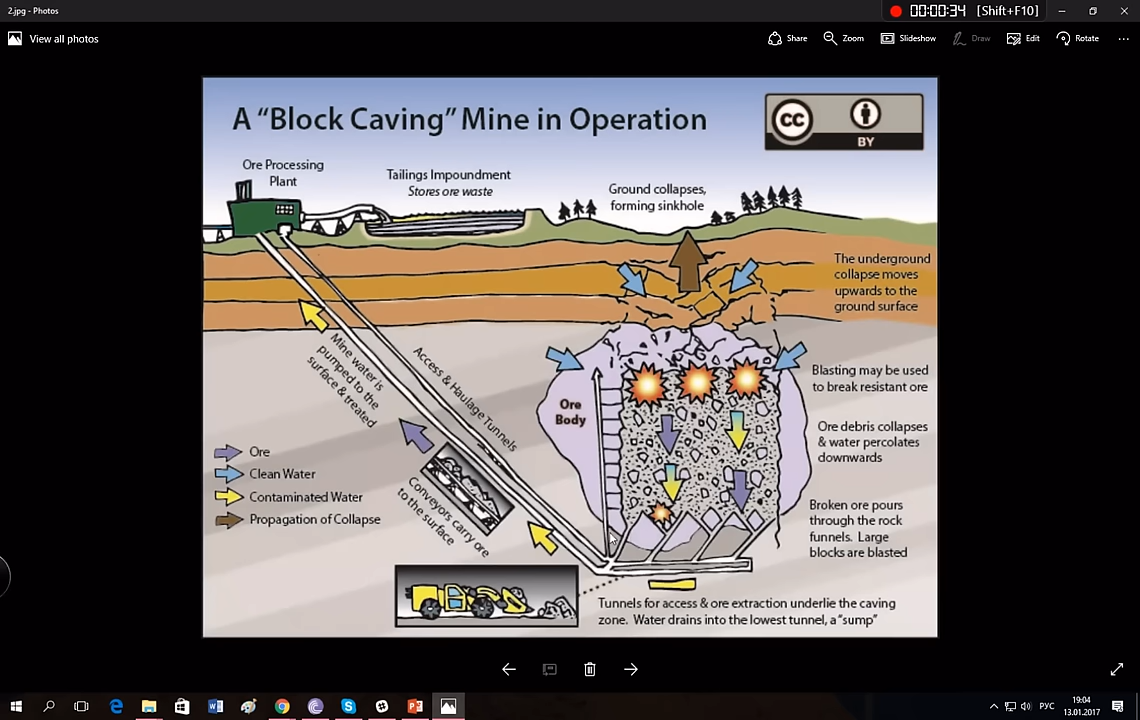 2.jpg - Photos
00:00:34 [Shift+F10]
View all photos
Share
Zoom
Slideshow
Draw
Edit
Rotate
A “Block Caving” Mine in Operation
CC
BY
Ore Processing
Plant
Tailings Impoundment
Stores ore waste
Ground collapses,
forming sinkhole
The underground
collapse moves
upwards to the
ground surface
Mine water is
pumped to the
surface & treated
Access & Haulage Tunnels
Ore
Body
Blasting may be used
to break resistant ore
Ore debris collapses
& water percolates
downwards
Ore
Clean Water
Contaminated Water
Propagation of Collapse
Conveyors carry ore
to the surface
Broken ore pours
through the rock
funnels. Large
blocks are blasted
Tunnels for access & ore extraction underlie the caving
zone. Water drains into the lowest tunnel, a “sump”
РУС
19:04
13.01.2017